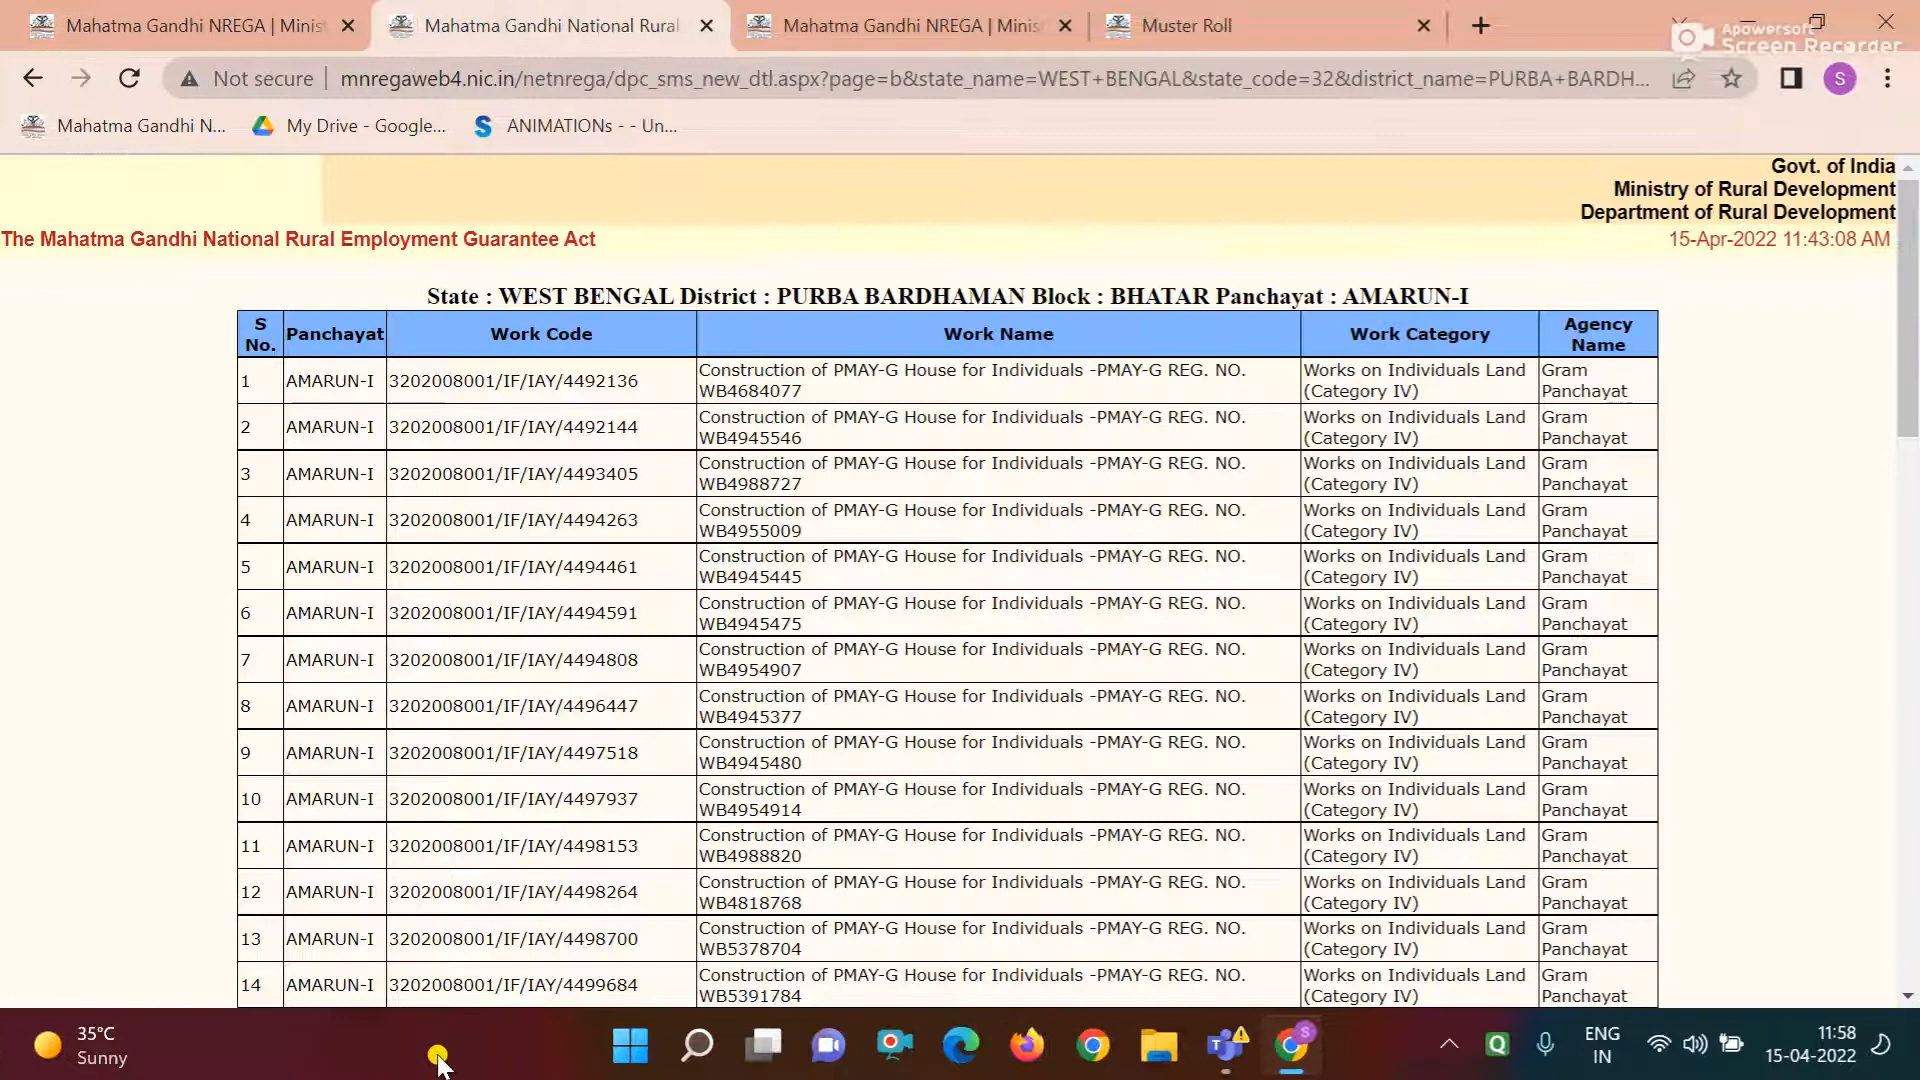 Mahatma Gandhi NREGA | Minist
Mahatma Gandhi National Rural
Mahatma Gandhi NREGA | Minist
Muster Roll
Apowersoft
Screen Recorder
Not secure
mnregaweb4.nic.in/netnrega/dpc_sms_new_dtl.aspx?page=b&state_name=WEST+BENGAL&state_code=32&district_name=PURBA+BARDH...
S
Mahatma Gandhi N...
My Drive - Google...
ANIMATIONs - - Un...
Govt. of India
Ministry of Rural Development
Department of Rural Development
The Mahatma Gandhi National Rural Employment Guarantee Act
15-Apr-2022 11:43:08 AM
State : WEST BENGAL District : PURBA BARDHAMAN Block : BHATAR Panchayat : AMARUN-I
S No. Panchayat Work Code Work Name Work Category Agency Name
1 AMARUN-I 3202008001/IF/IAY/4492136 Construction of PMAY-G House for Individuals -PMAY-G REG. NO. WB4684077 Works on Individuals Land (Category IV) Gram Panchayat
2 AMARUN-I 3202008001/IF/IAY/4492144 Construction of PMAY-G House for Individuals -PMAY-G REG. NO. WB4945546 Works on Individuals Land (Category IV) Gram Panchayat
3 AMARUN-I 3202008001/IF/IAY/4493405 Construction of PMAY-G House for Individuals -PMAY-G REG. NO. WB4988727 Works on Individuals Land (Category IV) Gram Panchayat
4 AMARUN-I 3202008001/IF/IAY/4494263 Construction of PMAY-G House for Individuals -PMAY-G REG. NO. WB4955009 Works on Individuals Land (Category IV) Gram Panchayat
5 AMARUN-I 3202008001/IF/IAY/4494461 Construction of PMAY-G House for Individuals -PMAY-G REG. NO. WB4945445 Works on Individuals Land (Category IV) Gram Panchayat
6 AMARUN-I 3202008001/IF/IAY/4494591 Construction of PMAY-G House for Individuals -PMAY-G REG. NO. WB4945475 Works on Individuals Land (Category IV) Gram Panchayat
7 AMARUN-I 3202008001/IF/IAY/4494808 Construction of PMAY-G House for Individuals -PMAY-G REG. NO. WB4954907 Works on Individuals Land (Category IV) Gram Panchayat
8 AMARUN-I 3202008001/IF/IAY/4496447 Construction of PMAY-G House for Individuals -PMAY-G REG. NO. WB4945377 Works on Individuals Land (Category IV) Gram Panchayat
9 AMARUN-I 3202008001/IF/IAY/4497518 Construction of PMAY-G House for Individuals -PMAY-G REG. NO. WB4945480 Works on Individuals Land (Category IV) Gram Panchayat
10 AMARUN-I 3202008001/IF/IAY/4497937 Construction of PMAY-G House for Individuals -PMAY-G REG. NO. WB4954914 Works on Individuals Land (Category IV) Gram Panchayat
11 AMARUN-I 3202008001/IF/IAY/4498153 Construction of PMAY-G House for Individuals -PMAY-G REG. NO. WB4988820 Works on Individuals Land (Category IV) Gram Panchayat
12 AMARUN-I 3202008001/IF/IAY/4498264 Construction of PMAY-G House for Individuals -PMAY-G REG. NO. WB4818768 Works on Individuals Land (Category IV) Gram Panchayat
13 AMARUN-I 3202008001/IF/IAY/4498700 Construction of PMAY-G House for Individuals -PMAY-G REG. NO. WB5378704 Works on Individuals Land (Category IV) Gram Panchayat
14 AMARUN-I 3202008001/IF/IAY/4499684 Construction of PMAY-G House for Individuals -PMAY-G REG. NO. WB5391784 Works on Individuals Land (Category IV) Gram Panchayat
35°C
Sunny
ENG
IN
11:58
15-04-2022